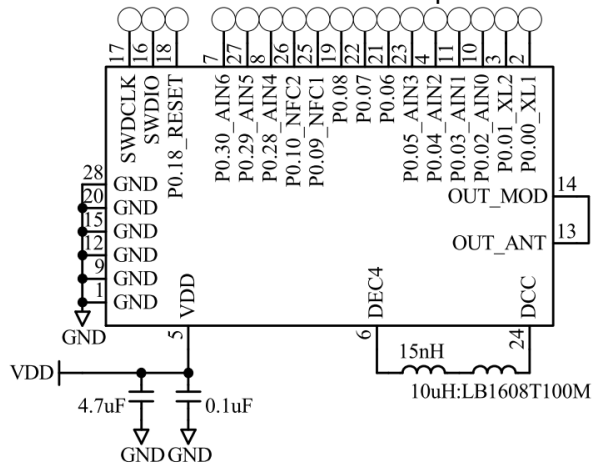 17 16 18 7 27 8 26 25 19 22 21 23 4 11 10 3 2
SWDCLK
SWDIO
P0.18_RESET
P0.30_AIN6
P0.29_AIN5
P0.28_AIN4
P0.10_NFC2
P0.09_NFC1
P0.08
P0.07
P0.06
P0.05_AIN3
P0.04_AIN2
P0.03_AIN1
P0.02_AIN0
P0.01_XL2
P0.00_XL1
28 GND
20 GND
15 GND
12 GND
9 GND
1 GND
GND
OUT_MOD 14
OUT_ANT 13
VDD
5
DEC4
6
DCC
24
15nH
10uH:LB1608T100M
VDD
4.7uF
0.1uF
GND GND